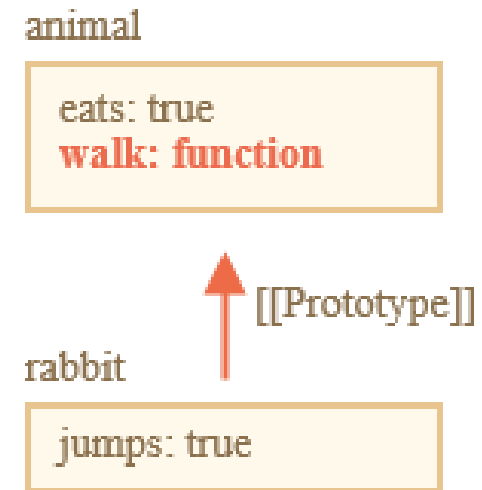 animal
eats: true
walk: function
[[Prototype]]
rabbit
jumps: true